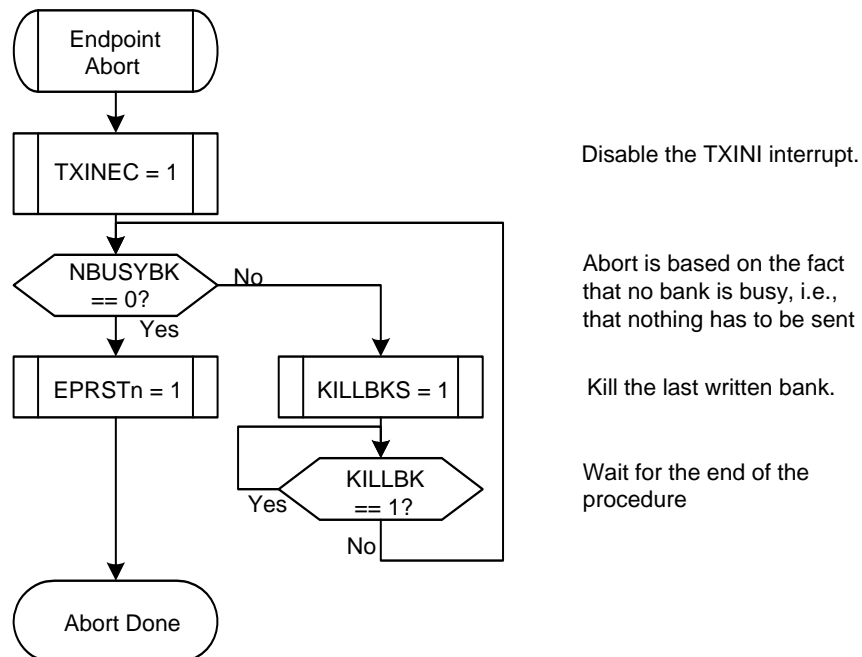 Endpoint
Abort
TXINEC = 1
Disable the TXINI interrupt.
NBUSYBK
== 0?
No
Yes
Abort is based on the fact
that no bank is busy, i.e.,
that nothing has to be sent
EPRSTn = 1
KILLBKS = 1
Kill the last written bank.
KILLBK
== 1?
Yes
No
Wait for the end of the
procedure
Abort Done